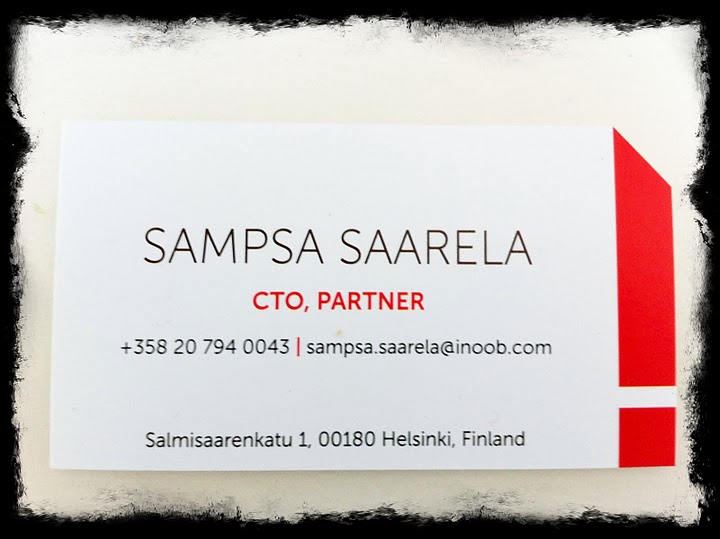 SAMPSA SAARELA
CTO, PARTNER
+358 20 794 0043 | sampsa.saarela@inoob.com
Salmisaarenkatu 1, 00180 Helsinki, Finland